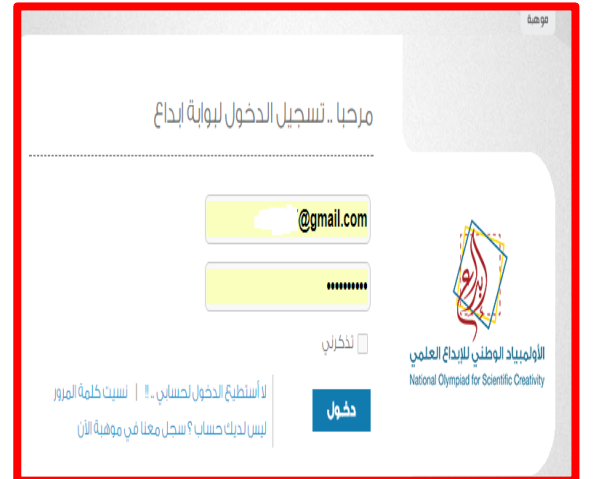 موهبة
مرحبا .. تسجيل الدخول لبوابة ابداع
@gmail.com
••••••••••
تذكرني
دخول
لا أستطيع الدخول لحسابي .. !! | نسيت كلمة المرور
ليس لديك حساب ؟ سجل معنا في موهبة الآن
إبداع
الأولمبياد الوطني للإبداع العلمي
National Olympiad for Scientific Creativity